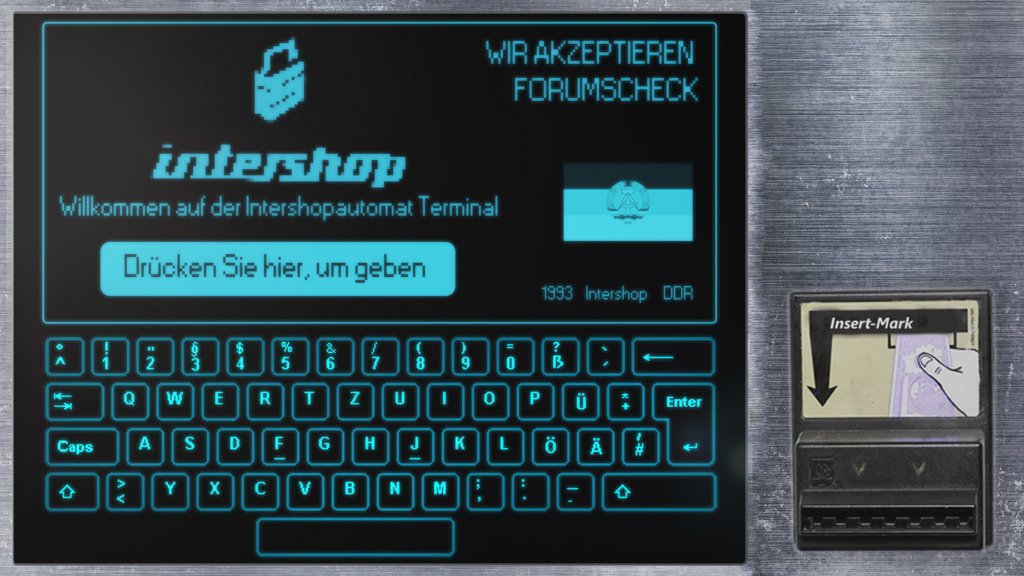 WIR AKZEPTIEREN
FORUMSCHECK
intershop
Willkommen auf der Intershopautomat Terminal
Drücken Sie hier, um geben
1993 Intershop DDR
Insert-Mark
° ^ ! 1 " 2 § 3 $ 4 % 5 & 6 / 7 ( 8 ) 9 = 0 ? ß ` ´ ←
Q W E R T Z U I O P Ü * + Enter
Caps A S D F G H J K L Ö Ä ' # ↵
⇧ > < Y X C V B N M ; , : . _ - ⇧